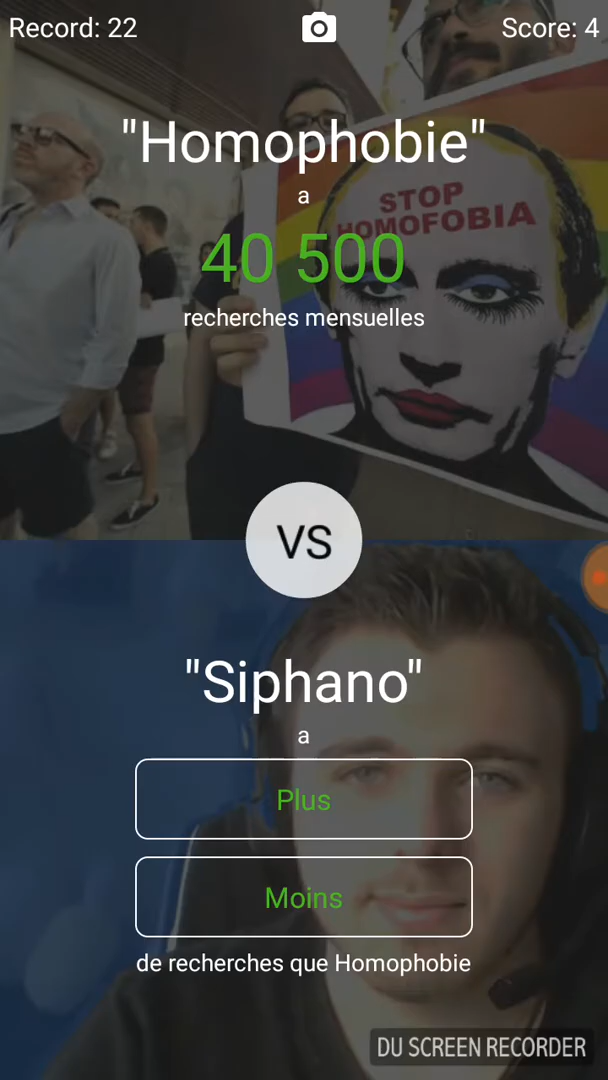 Record: 22
Score: 4
"Homophobie"
a
STOP
HOMOFOBIA
40 500
recherches mensuelles
VS
"Siphano"
a
Plus
Moins
de recherches que Homophobie
DU SCREEN RECORDER